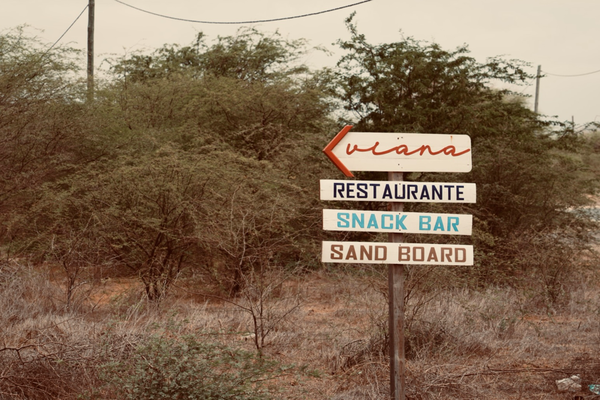 viana
RESTAURANTE
SNACK BAR
SAND BOARD